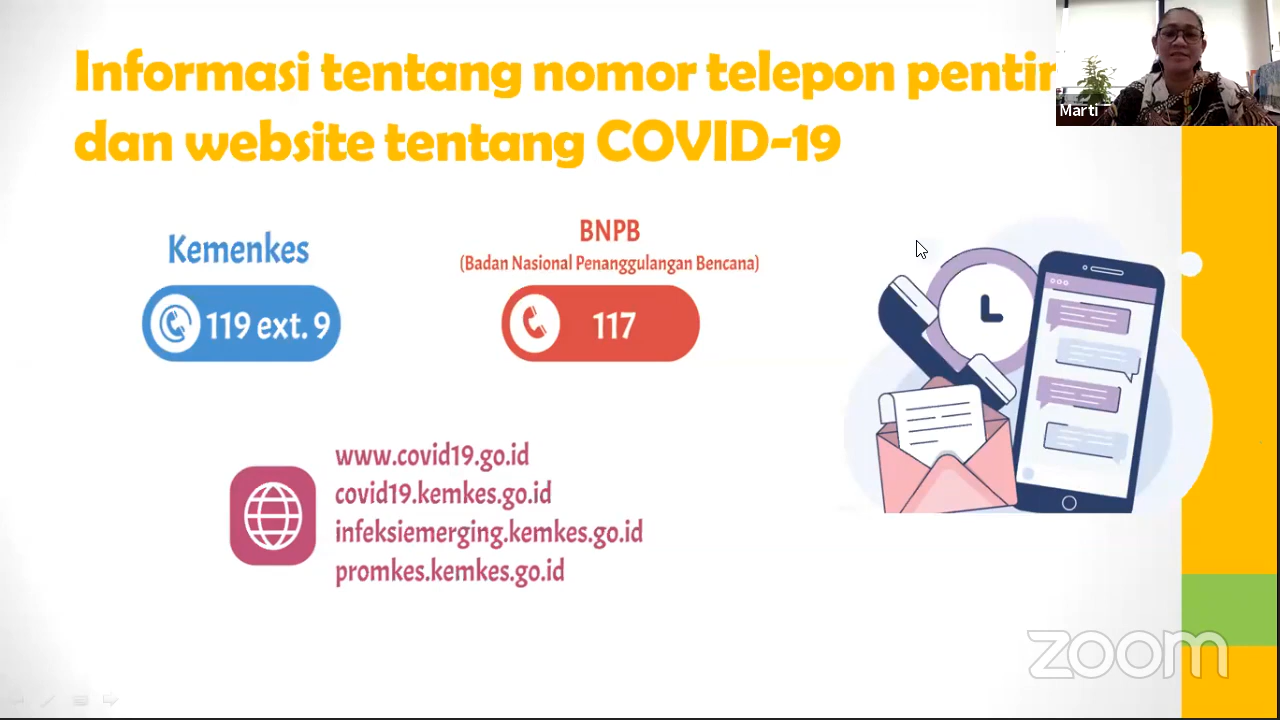 Informasi tentang nomor telepon pentin
dan website tentang COVID-19
Marti
Kemenkes
119 ext. 9
BNPB
(Badan Nasional Penanggulangan Bencana)
117
www.covid19.go.id
covid19.kemkes.go.id
infeksiemerging.kemkes.go.id
promkes.kemkes.go.id
zoom